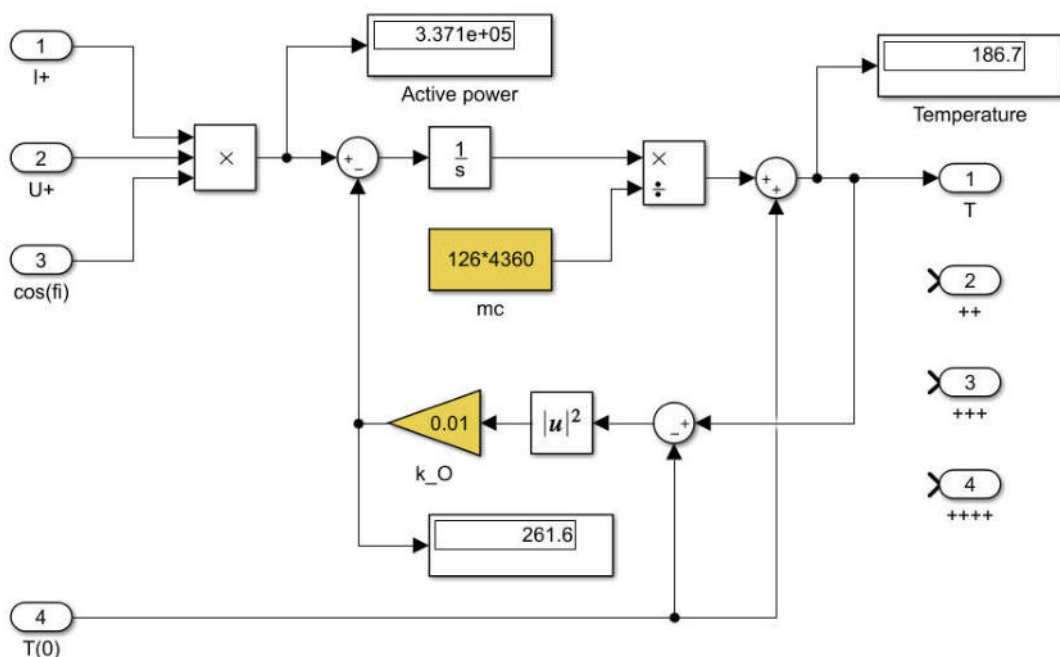 1
I+
2
U+
3
cos(fi)
×
3.371e+05
Active power
+
−
1
s
126*4360
mc
×
÷
+
+
186.7
Temperature
1
T
2
++
3
+++
4
++++
0.01
k_O
|u|²
−
+
261.6
4
T(0)